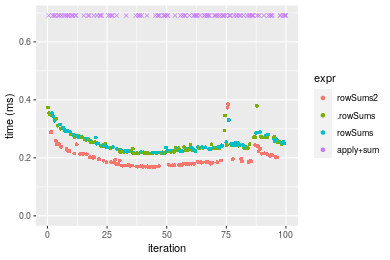 0.6
0.4
0.2
0.0
time (ms)
0
25
50
75
100
iteration
expr
rowSums2
.rowSums
rowSums
apply+sum